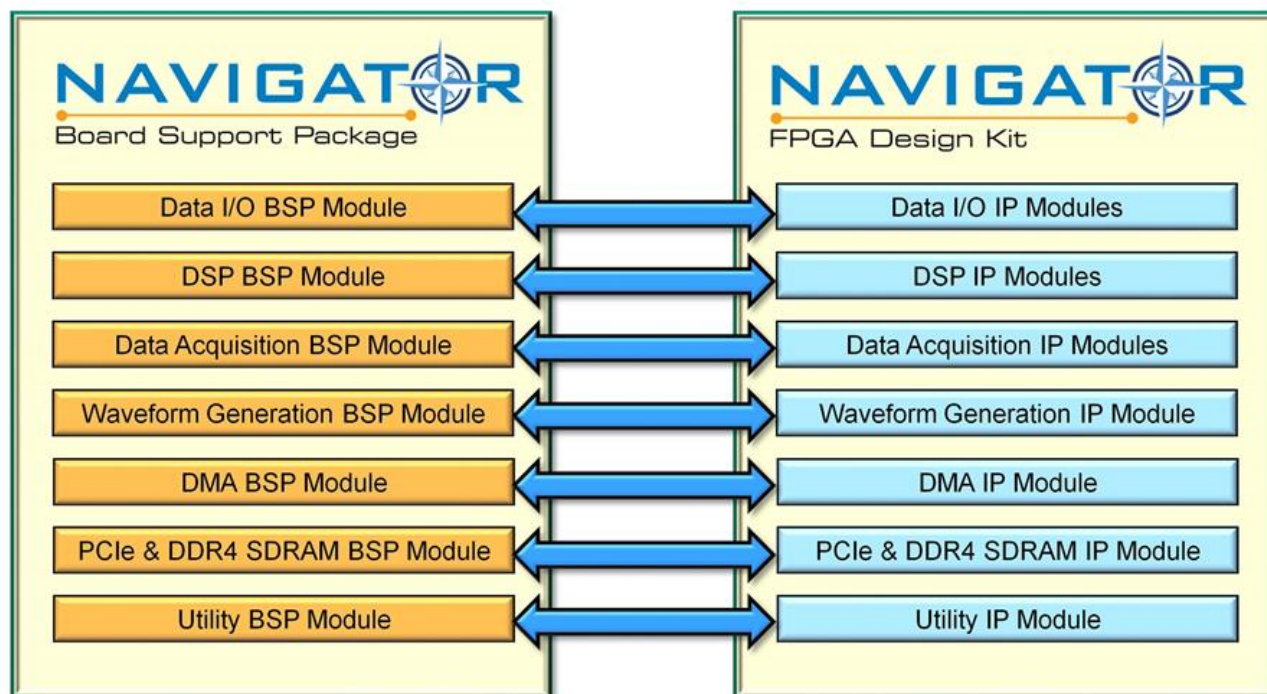 NAVIGATOR
Board Support Package
Data I/O BSP Module
DSP BSP Module
Data Acquisition BSP Module
Waveform Generation BSP Module
DMA BSP Module
PCIe & DDR4 SDRAM BSP Module
Utility BSP Module
NAVIGATOR
FPGA Design Kit
Data I/O IP Modules
DSP IP Modules
Data Acquisition IP Modules
Waveform Generation IP Module
DMA IP Module
PCIe & DDR4 SDRAM IP Module
Utility IP Module